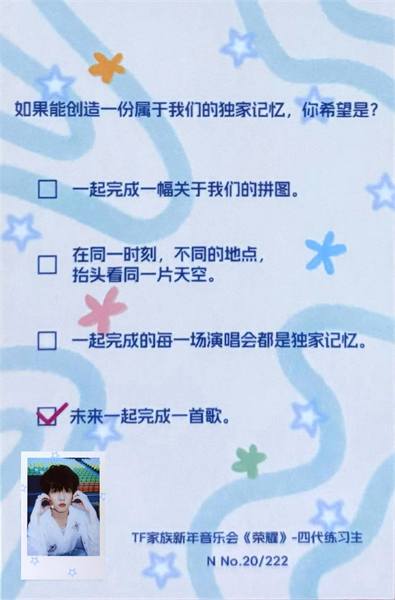 如果能创造一份属于我们的独家记忆，你希望是？
一起完成一幅关于我们的拼图。
在同一时刻，不同的地点，
抬头看同一片天空。
一起完成的每一场演唱会都是独家记忆。
未来一起完成一首歌。
TF家族新年音乐会《荣耀》-四代练习主
N No.20/222